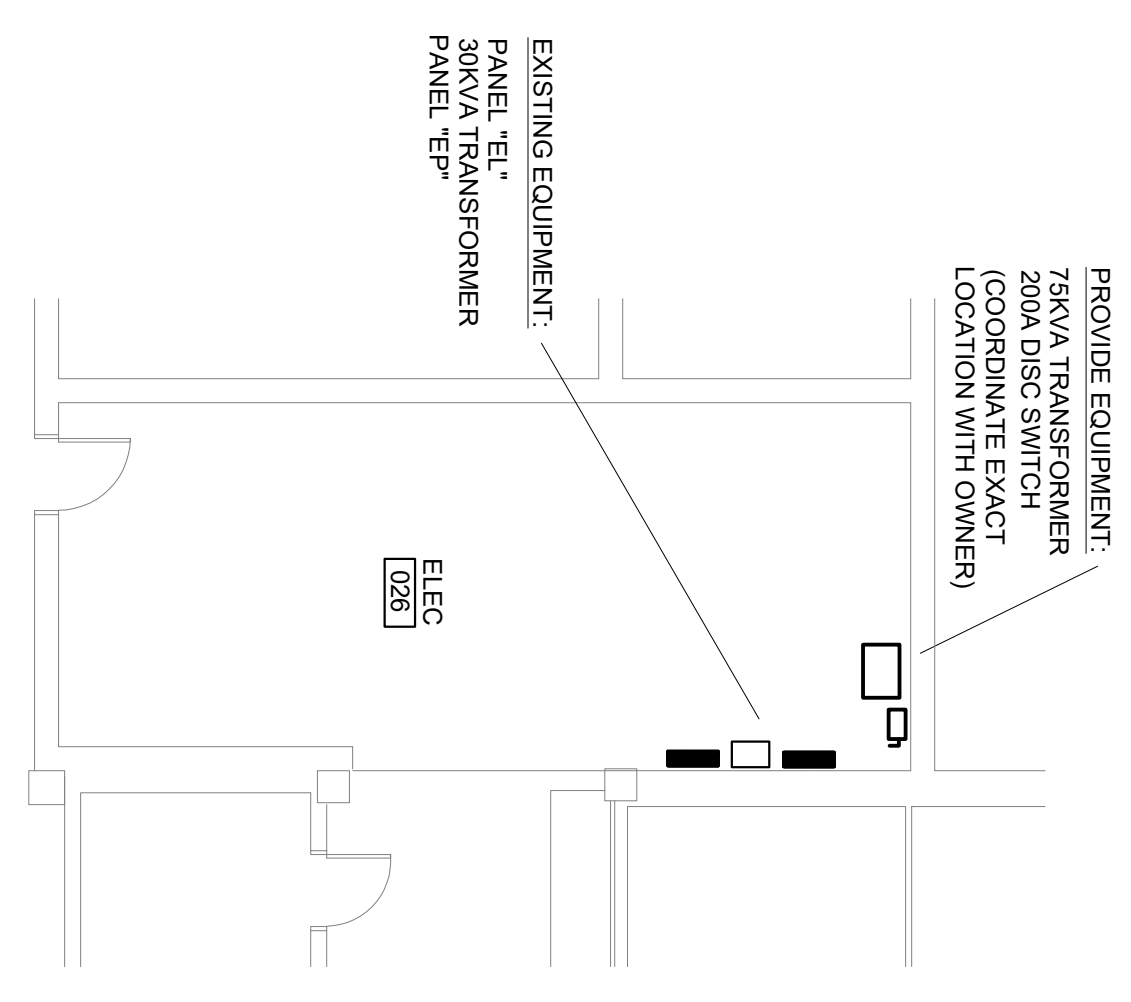 PROVIDE EQUIPMENT:
75KVA TRANSFORMER
200A DISC SWITCH
(COORDINATE EXACT
LOCATION WITH OWNER)
EXISTING EQUIPMENT:
PANEL "EL"
30KVA TRANSFORMER
PANEL "EP"
ELEC
026